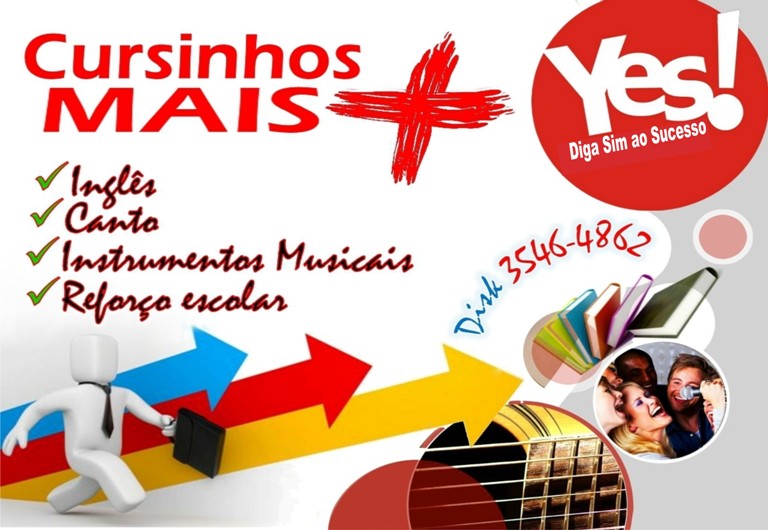 Cursinhos
MAIS
Yes!
Diga Sim ao Sucesso
Inglês
Canto
Instrumentos Musicais
Reforço escolar
Disk 3546-4862